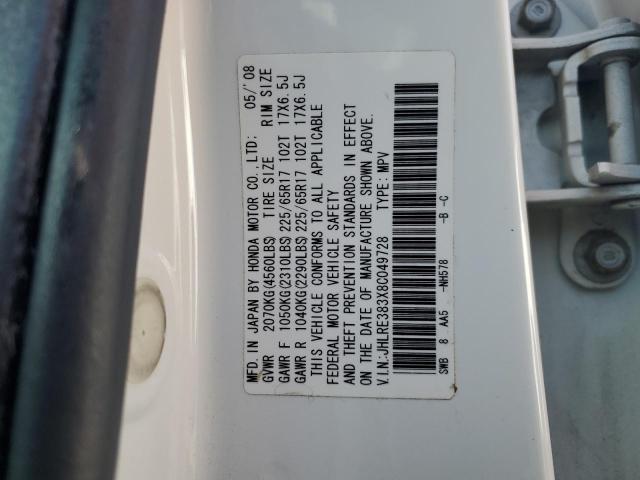 MFD. IN JAPAN BY HONDA MOTOR CO., LTD; 05/'08
GVWR 2070KG(4560LBS) TIRE SIZE RIM SIZE
GAWR F 1050KG(2310LBS) 225/65R17 102T 17X6.5J
GAWR R 1040KG(2290LBS) 225/65R17 102T 17X6.5J
THIS VEHICLE CONFORMS TO ALL APPLICABLE
FEDERAL MOTOR VEHICLE SAFETY
AND THEFT PREVENTION STANDARDS IN EFFECT
ON THE DATE OF MANUFACTURE SHOWN ABOVE.
V.I.N.:JHLRE383X8C049728 TYPE: MPV
SWB 8 AA5 -NH578 -B -C